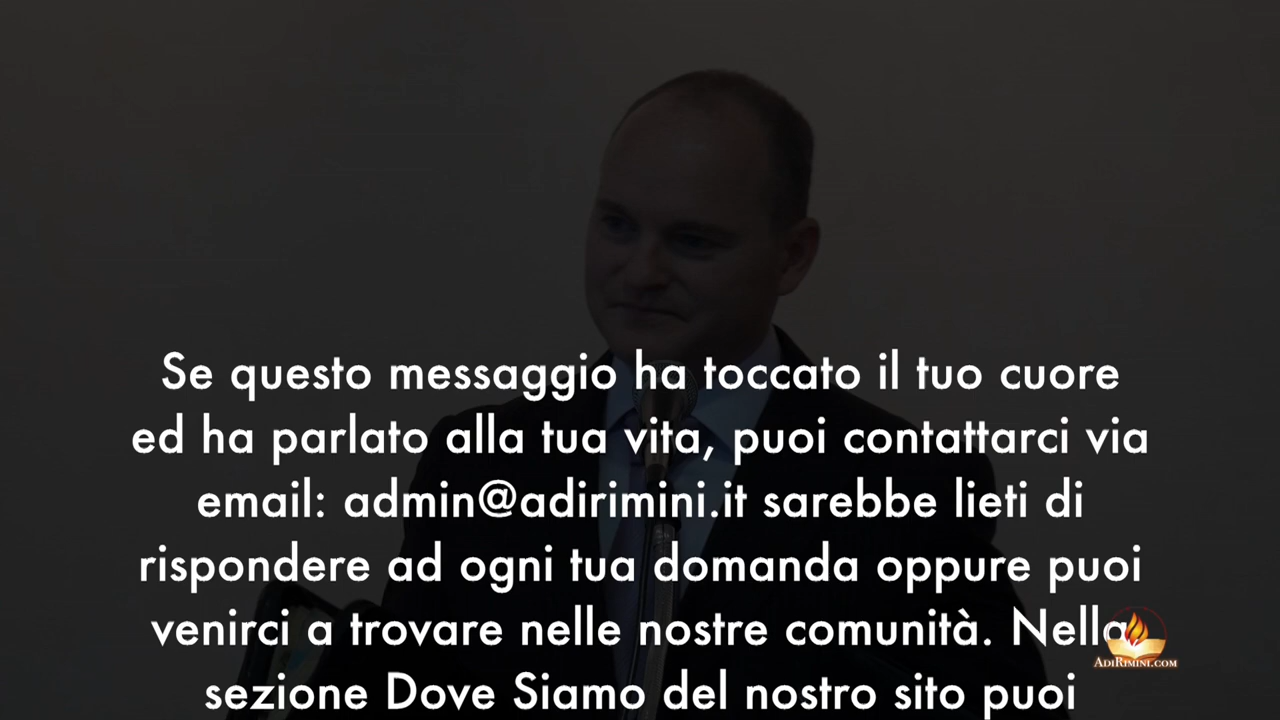 Se questo messaggio ha toccato il tuo cuore
ed ha parlato alla tua vita, puoi contattarci via
email: admin@adirimini.it sarebbe lieti di
rispondere ad ogni tua domanda oppure puoi
venirci a trovare nelle nostre comunità. Nella
sezione Dove Siamo del nostro sito puoi
AdiRimini.com